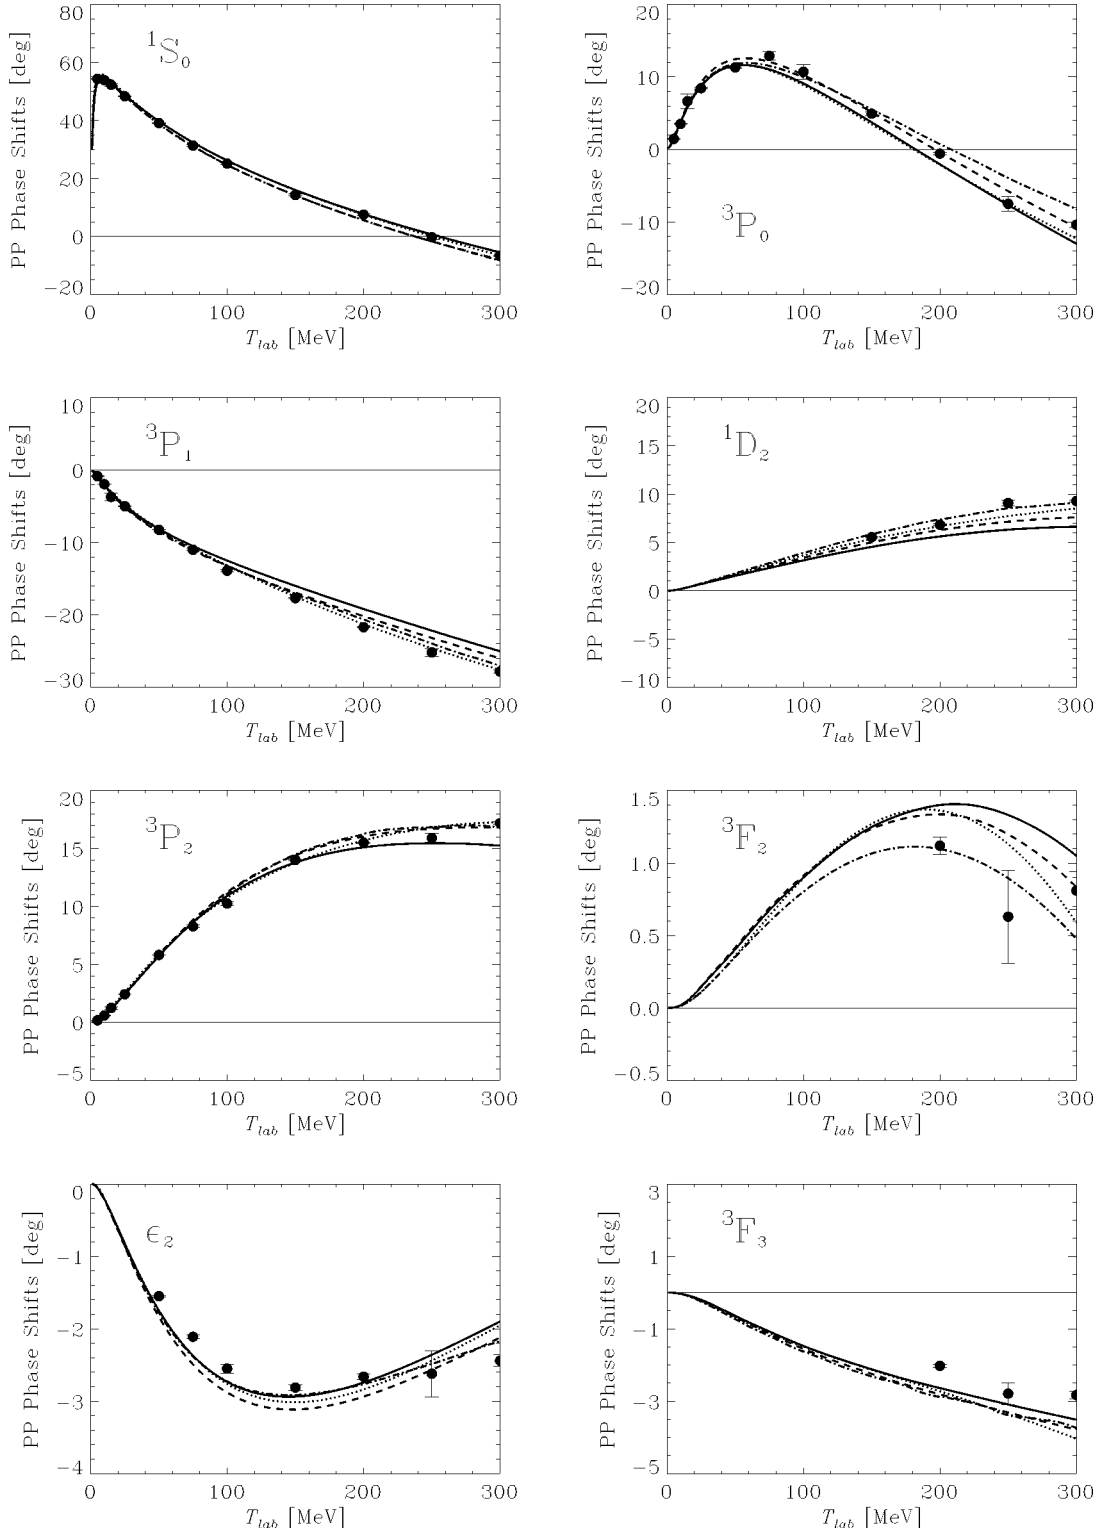 PP Phase Shifts [deg]
80
60
40
20
0
−20
¹S₀
0 100 200 300
T_lab [MeV]
PP Phase Shifts [deg]
20
10
0
−10
−20
³P₀
0 100 200 300
T_lab [MeV]
PP Phase Shifts [deg]
10
0
−10
−20
−30
³P₁
0 100 200 300
T_lab [MeV]
PP Phase Shifts [deg]
20
15
10
5
0
−5
−10
¹D₂
0 100 200 300
T_lab [MeV]
PP Phase Shifts [deg]
20
15
10
5
0
−5
³P₂
0 100 200 300
T_lab [MeV]
PP Phase Shifts [deg]
1.5
1.0
0.5
0.0
−0.5
³F₂
0 100 200 300
T_lab [MeV]
PP Phase Shifts [deg]
0
−1
−2
−3
−4
ϵ₂
0 100 200 300
T_lab [MeV]
PP Phase Shifts [deg]
3
1
−1
−3
−5
³F₃
0 100 200 300
T_lab [MeV]